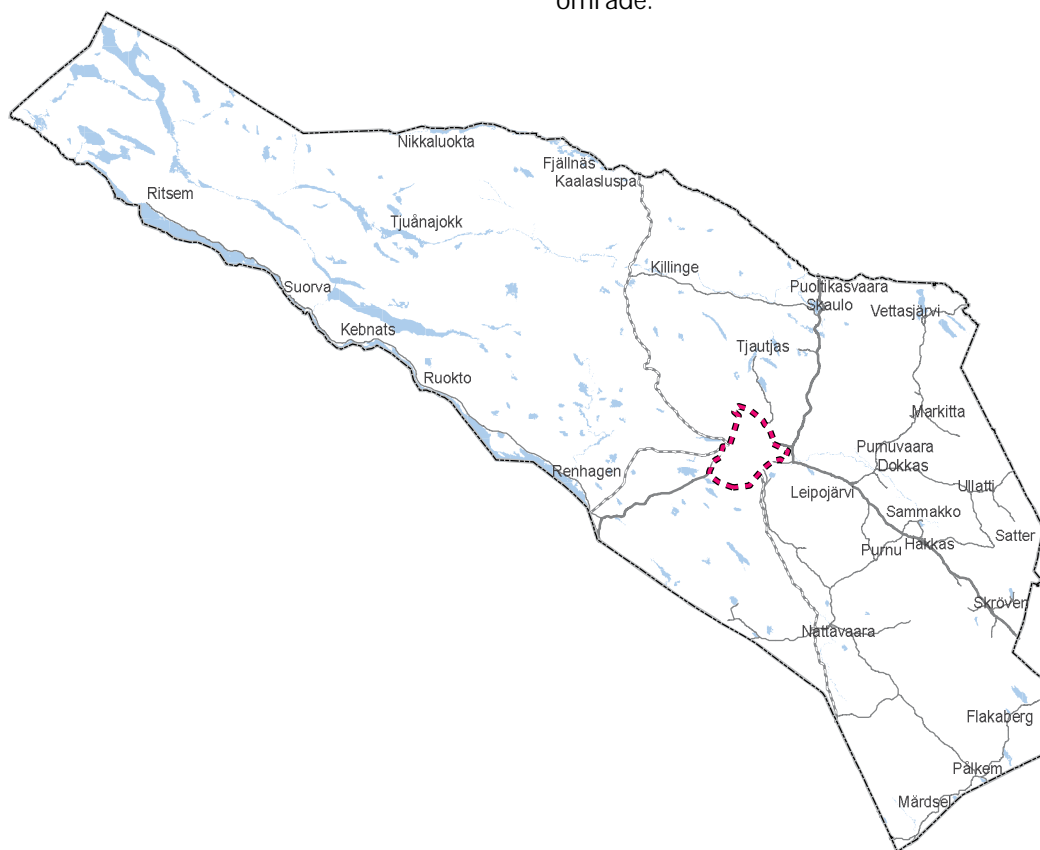 område.
Nikkaluokta
Fjällnäs
Kaalasluspa
Ritsem
Tjuånajokk
Killinge
Suorva
Puoltikasvaara
Skaulo
Vettasjärvi
Kebnats
Tjautjas
Ruokto
Markitta
Purnuvaara
Dokkas
Renhagen
Leipojärvi
Ullatti
Sammakko
Satter
Purnu
Hakkas
Skröven
Nattavaara
Flakaberg
Pålkem
Märdsel